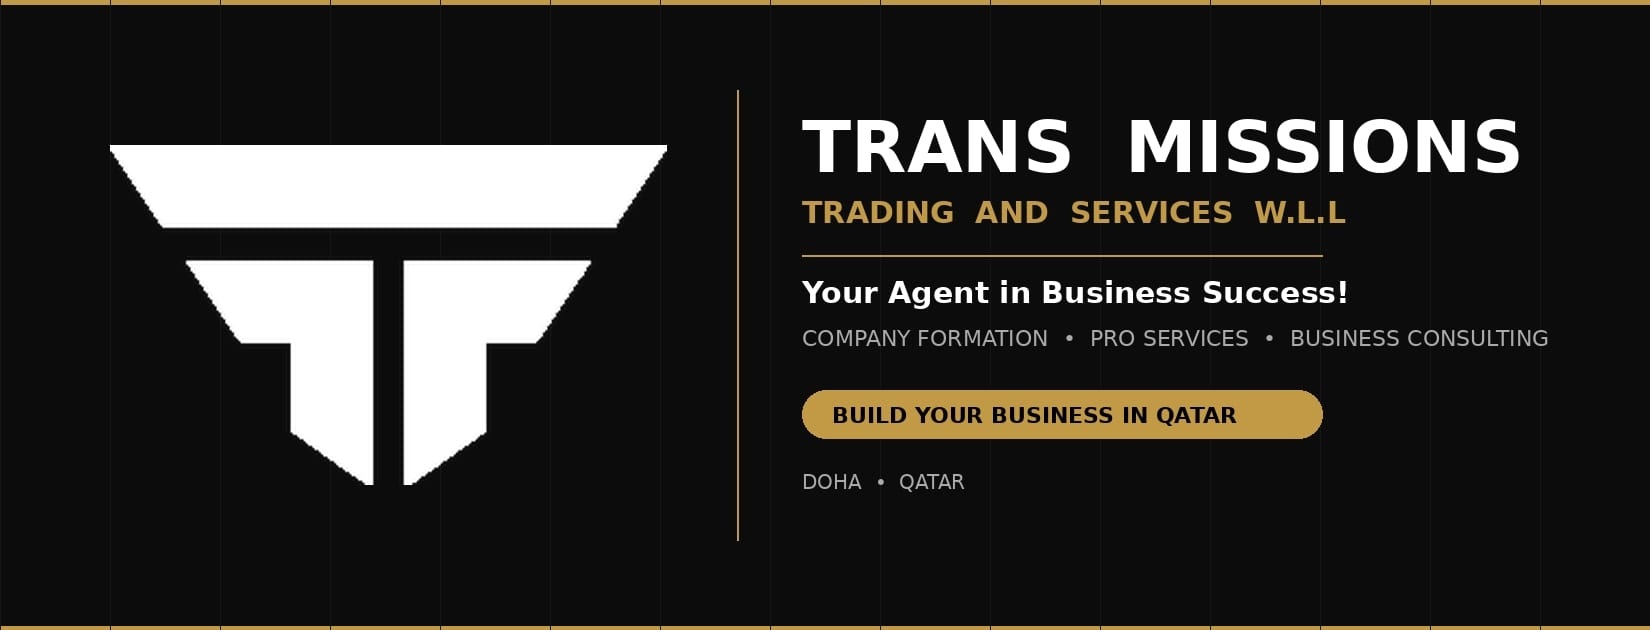 TRANS MISSIONS
TRADING AND SERVICES W.L.L
Your Agent in Business Success!
COMPANY FORMATION • PRO SERVICES • BUSINESS CONSULTING
BUILD YOUR BUSINESS IN QATAR
DOHA • QATAR